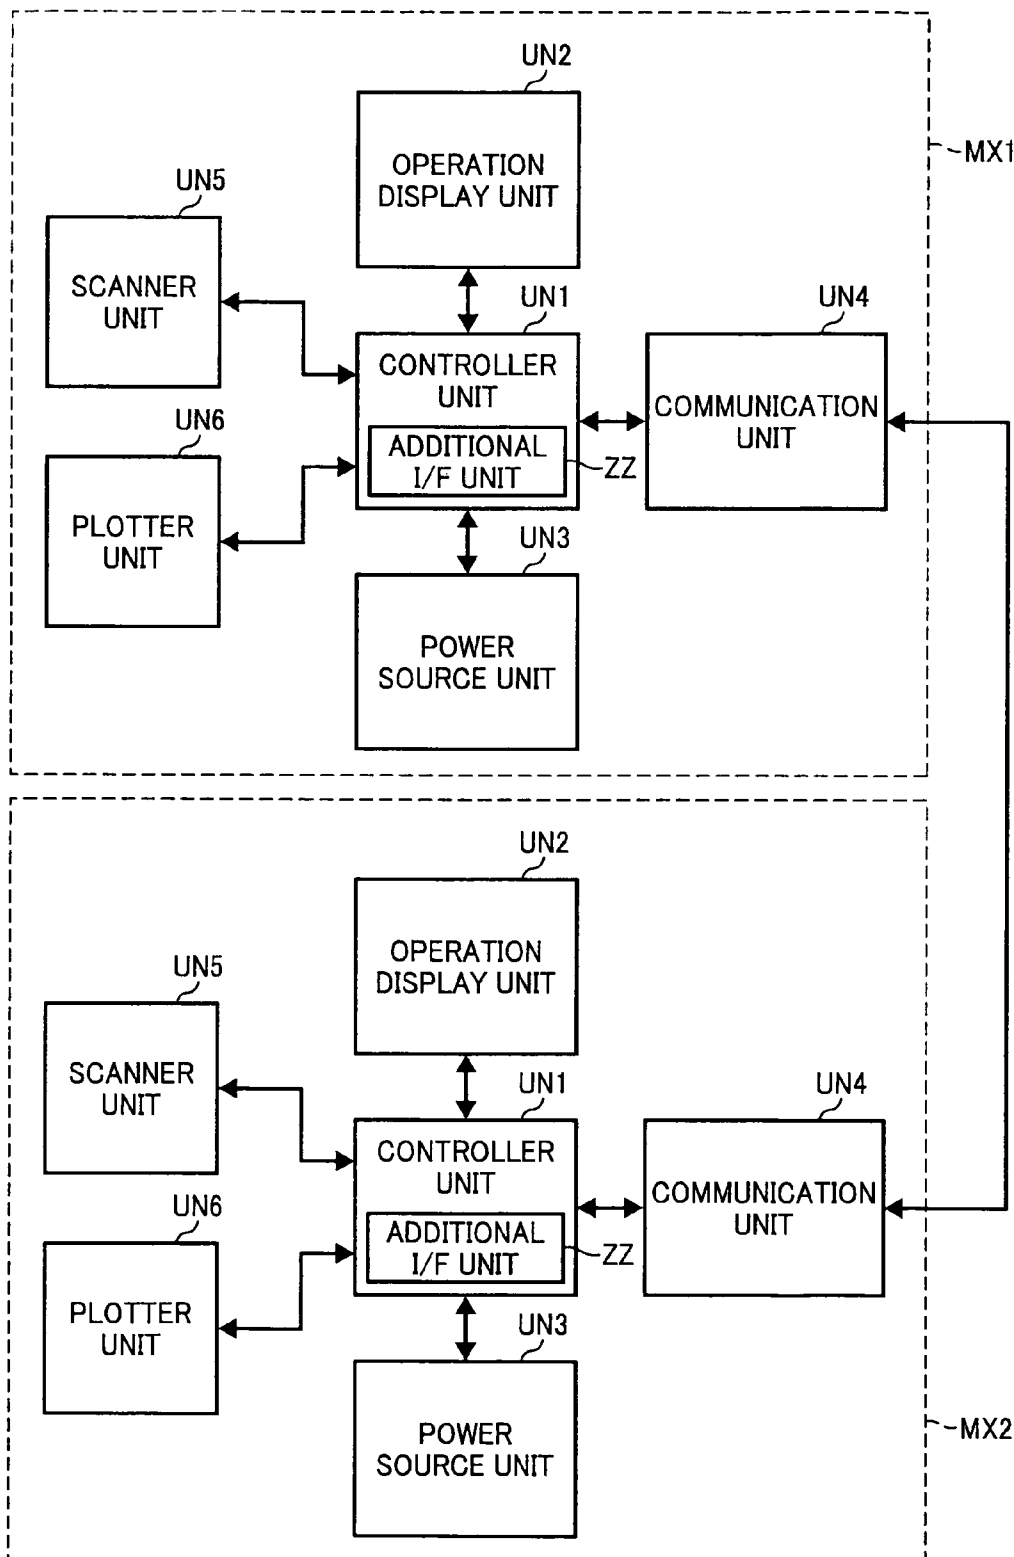 UN2
OPERATION
DISPLAY UNIT
MX1
UN5
SCANNER
UNIT
UN1
CONTROLLER
UNIT
UN4
COMMUNICATION
UNIT
UN6
PLOTTER
UNIT
ADDITIONAL
I/F UNIT
ZZ
UN3
POWER
SOURCE UNIT
UN2
OPERATION
DISPLAY UNIT
UN5
SCANNER
UNIT
UN1
CONTROLLER
UNIT
UN4
COMMUNICATION
UNIT
UN6
PLOTTER
UNIT
ADDITIONAL
I/F UNIT
ZZ
UN3
POWER
SOURCE UNIT
MX2